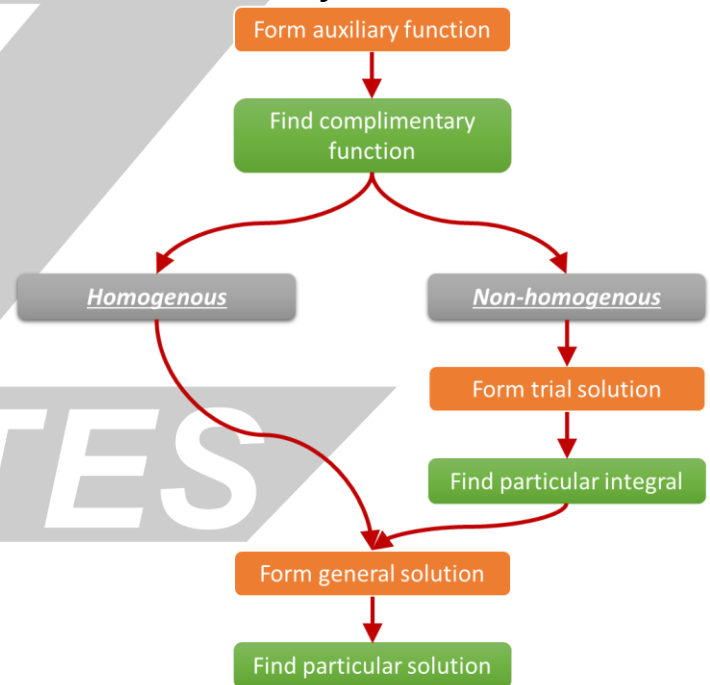 Form auxiliary function
Find complimentary
function
Homogenous
Non-homogenous
Form trial solution
Find particular integral
TES
Form general solution
Find particular solution